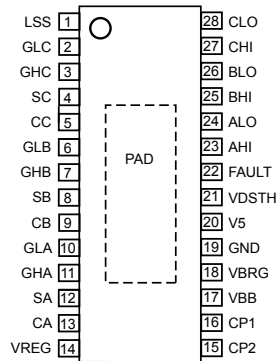 LSS 1 28 CLO
GLC 2 27 CHI
GHC 3 26 BLO
SC 4 25 BHI
CC 5 24 ALO
GLB 6 23 AHI
PAD
GHB 7 22 FAULT
SB 8 21 VDSTH
CB 9 20 V5
GLA 10 19 GND
GHA 11 18 VBRG
SA 12 17 VBB
CA 13 16 CP1
VREG 14 15 CP2